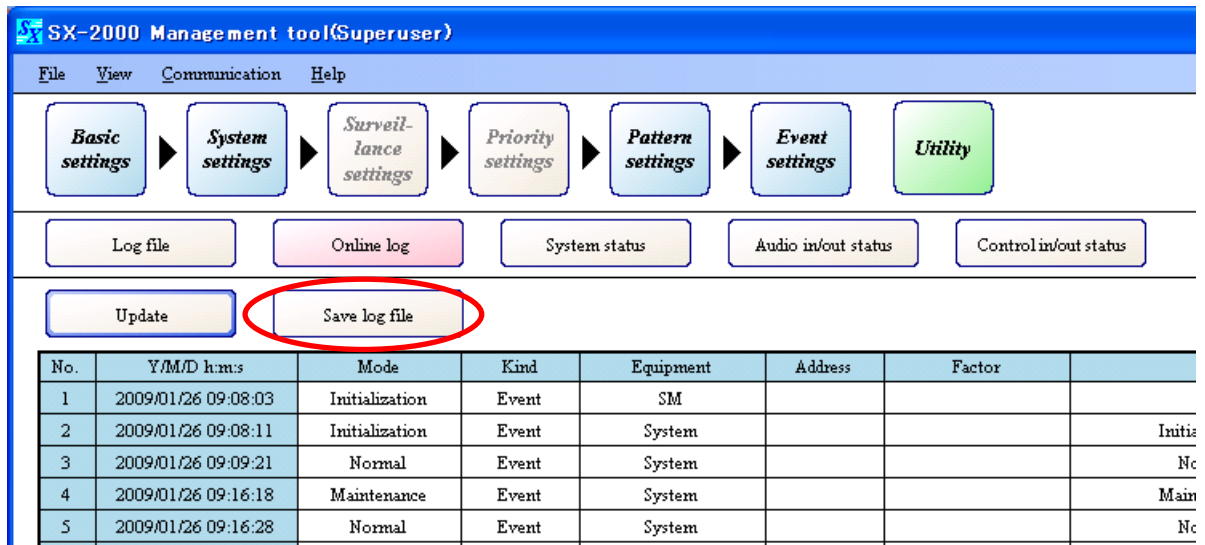 SX SX-2000 Management tool(Superuser)
File View Communication Help
Basic settings System settings Surveil-lance settings Priority settings Pattern settings Event settings Utility
Log file Online log System status Audio in/out status Control in/out status
Update Save log file
No. Y/M/D h:m:s Mode Kind Equipment Address Factor
1 2009/01/26 09:08:03 Initialization Event SM
2 2009/01/26 09:08:11 Initialization Event System Initia
3 2009/01/26 09:09:21 Normal Event System No
4 2009/01/26 09:16:18 Maintenance Event System Main
5 2009/01/26 09:16:28 Normal Event System No